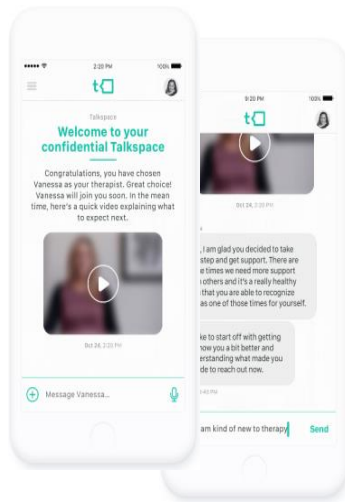 2:20 PM
100%
t
Talkspace
Welcome to your
confidential Talkspace
Congratulations, you have chosen
Vanessa as your therapist. Great choice!
Vanessa will join you soon. In the mean
time, here's a quick video explaining what
to expect next.
Oct 24, 2:20 PM
Message Vanessa...
9:20 PM
100%
t
Oct 24, 2:20 PM
, I am glad you decided to take
step and get support. There are
e times we need more support
others and it's a really healthy
that you are able to recognize
as one of those times for yourself.
ke to start off with getting
now you a bit better and
erstanding what made you
de to reach out now.
:40 PM
am kind of new to therapy
Send